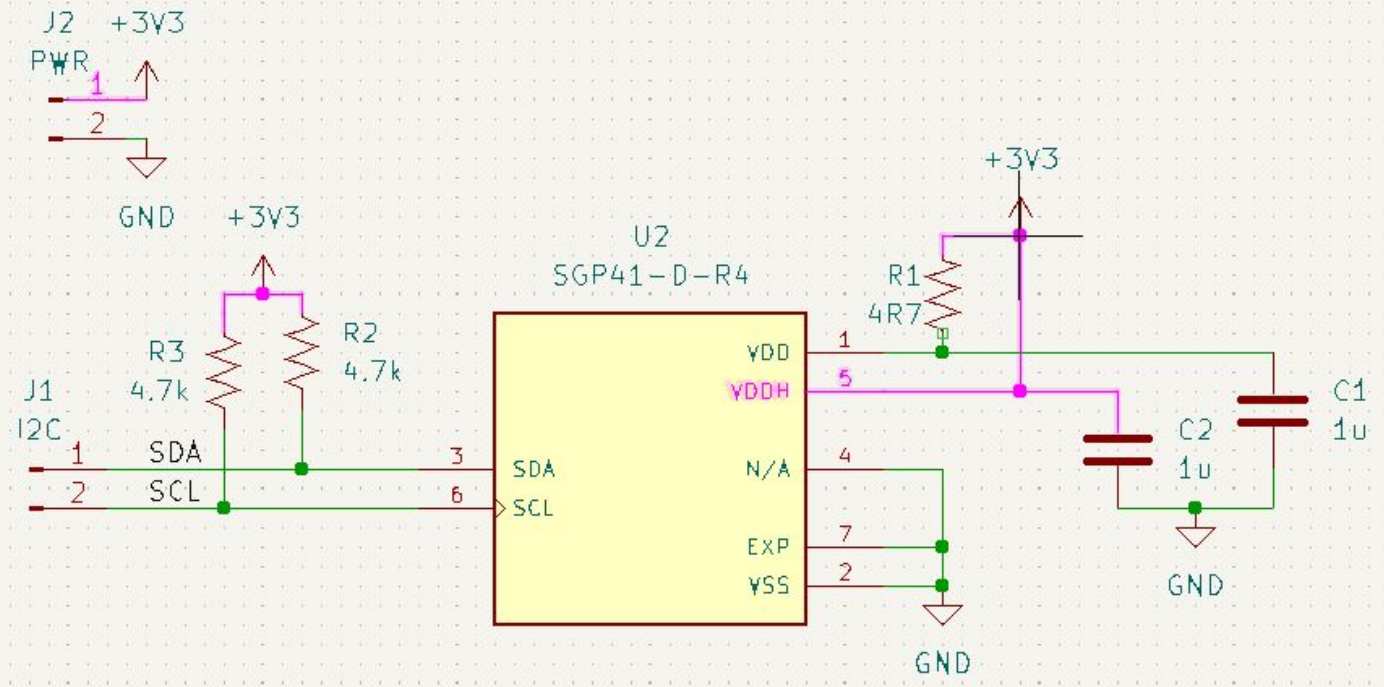 J2 +3V3
PWR
1
2
GND
+3V3
R3
4.7k
R2
4.7k
J1
I2C
1 SDA
2 SCL
U2
SGP41-D-R4
3 SDA
6 SCL
VDD 1
VDDH 5
N/A 4
EXP 7
VSS 2
GND
+3V3
R1
4R7
C2
1u
C1
1u
GND